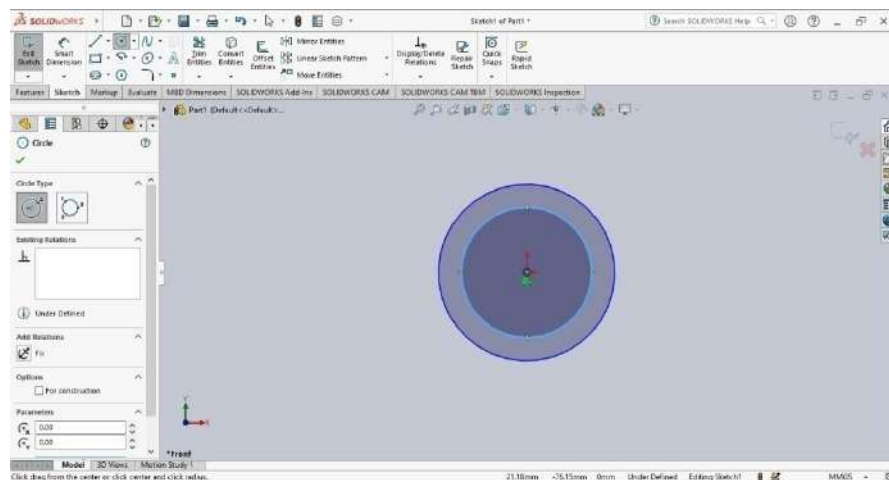 SOLIDWORKS
Sketch1 of Part1 *
Search SOLIDWORKS Help
Exit Sketch
Smart Dimension
Trim Entities
Convert Entities
Offset Entities
Mirror Entities
Linear Sketch Pattern
Move Entities
Display/Delete Relations
Repair Sketch
Quick Snaps
Rapid Sketch
Features Sketch Markup Evaluate MBD Dimensions SOLIDWORKS Add-Ins SOLIDWORKS CAM SOLIDWORKS CAM TBM SOLIDWORKS Inspection
Part1 (Default<<Default>...
Circle
Circle Type
Existing Relations
Under Defined
Add Relations
Fix
Options
For construction
Parameters
0.00
0.00
Y
X
*Front
Model 3D Views Motion Study 1
Click drag from the center or click center and click radius.
21.18mm -76.15mm 0mm Under Defined Editing Sketch1 MMGS